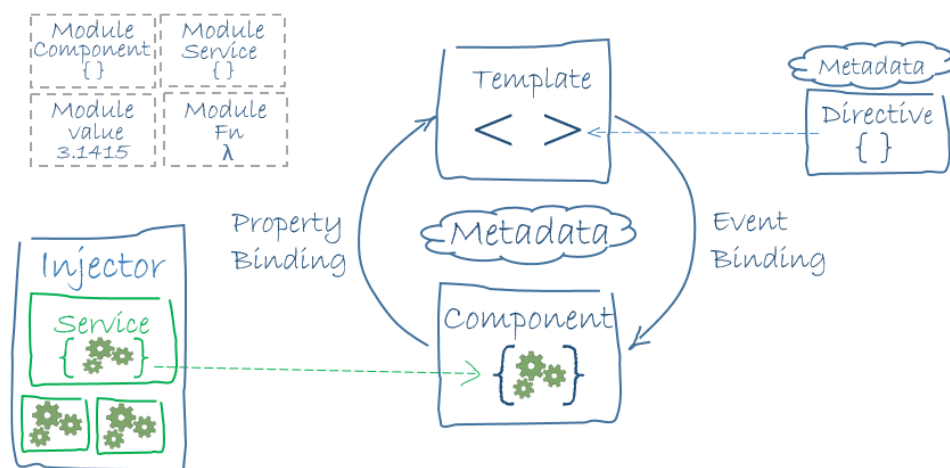 Module
Component
{ }
Module
Service
{ }
Module
value
3.1415
Module
Fn
λ
Template
< >
Metadata
Directive
{ }
Property
Binding
Metadata
Event
Binding
Injector
Service
{ }
Component
{ }